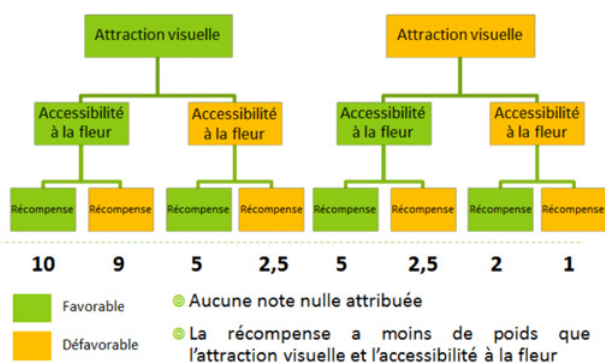 Attraction visuelle Attraction visuelle
Accessibilité à la fleur Accessibilité à la fleur Accessibilité à la fleur Accessibilité à la fleur
Récompense Récompense Récompense Récompense Récompense Récompense Récompense Récompense
10 9 5 2,5 5 2,5 2 1
Favorable
Défavorable
Aucune note nulle attribuée
La récompense a moins de poids que
l'attraction visuelle et l'accessibilité à la fleur